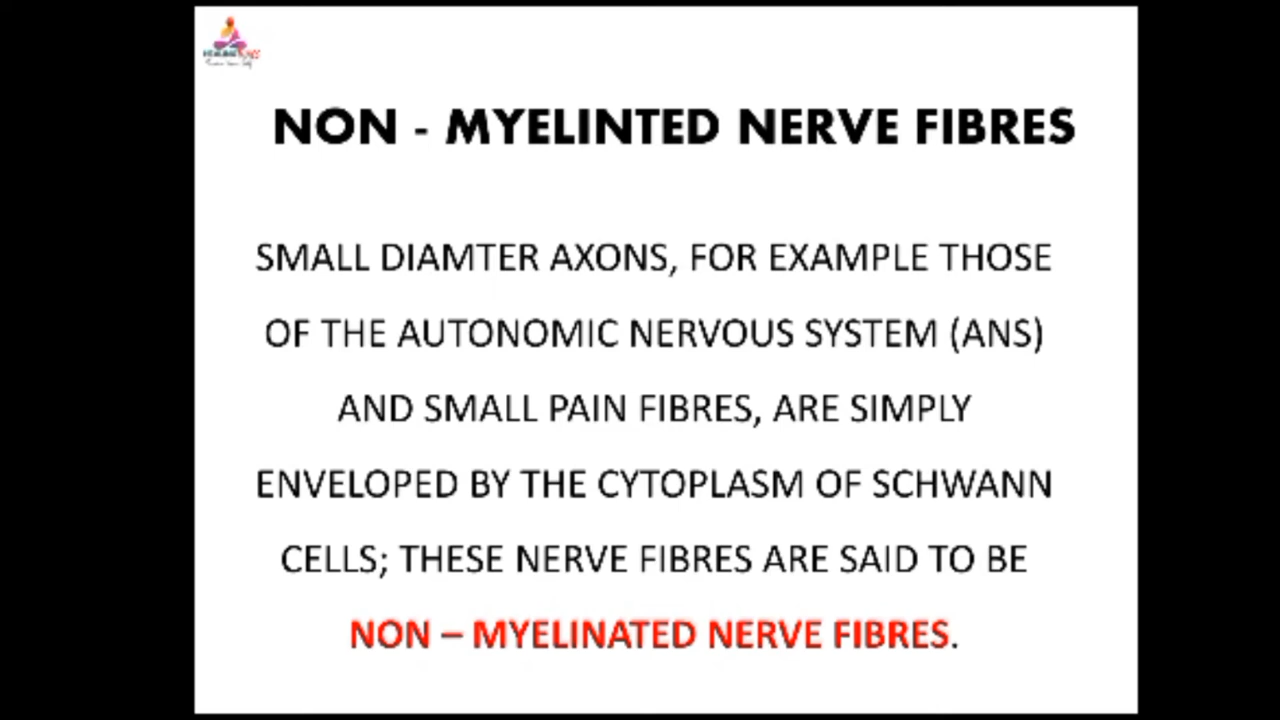 NON - MYELINTED NERVE FIBRES
SMALL DIAMTER AXONS, FOR EXAMPLE THOSE
OF THE AUTONOMIC NERVOUS SYSTEM (ANS)
AND SMALL PAIN FIBRES, ARE SIMPLY
ENVELOPED BY THE CYTOPLASM OF SCHWANN
CELLS; THESE NERVE FIBRES ARE SAID TO BE
NON – MYELINATED NERVE FIBRES.